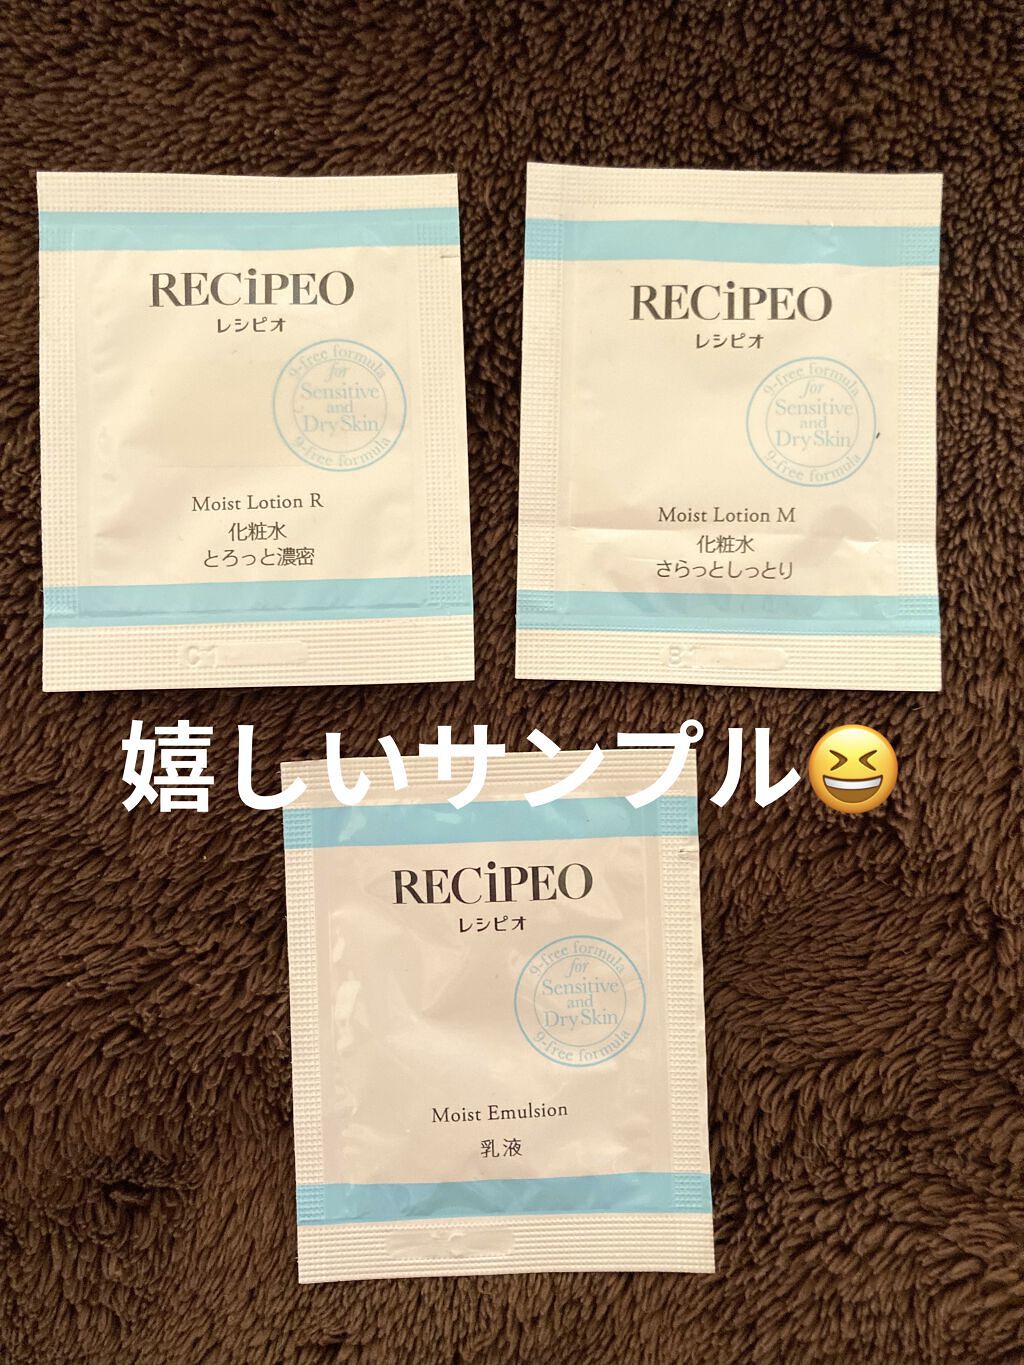 RECiPEO
レシピオ
9-free formula
for
Sensitive
and
Dry Skin
9-free formula
Moist Lotion R
化粧水
とろっと濃密
C1
RECiPEO
レシピオ
9-free formula
for
Sensitive
and
Dry Skin
9-free formula
Moist Lotion M
化粧水
さらっとしっとり
嬉しいサンプル😆
RECiPEO
レシピオ
9-free formula
for
Sensitive
and
Dry Skin
9-free formula
Moist Emulsion
乳液